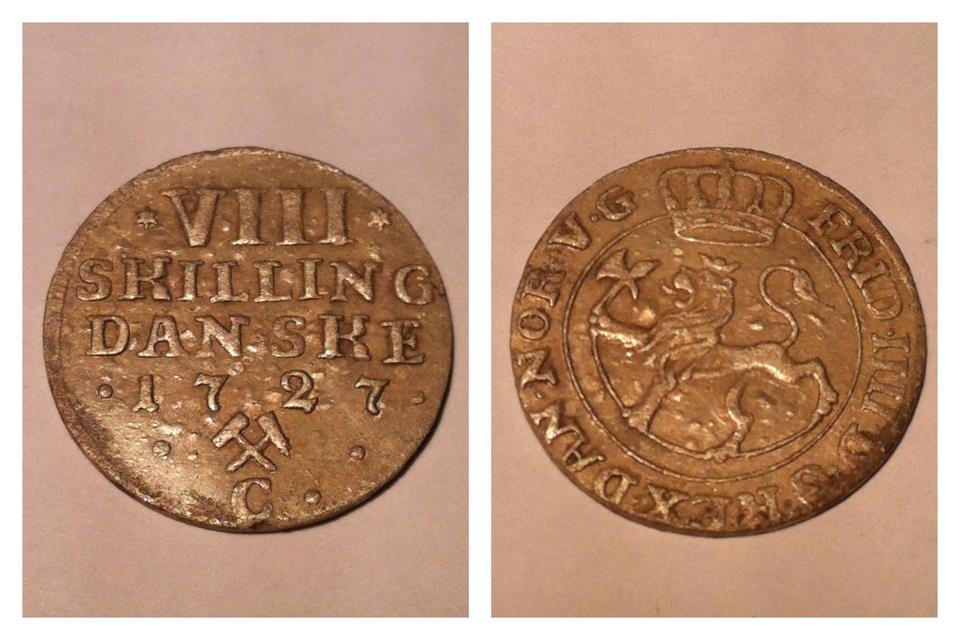 VIII
SKILLING
DANSKE
1727
C.
FRID·IIII D·G·REX·DAN·NOR·V·G